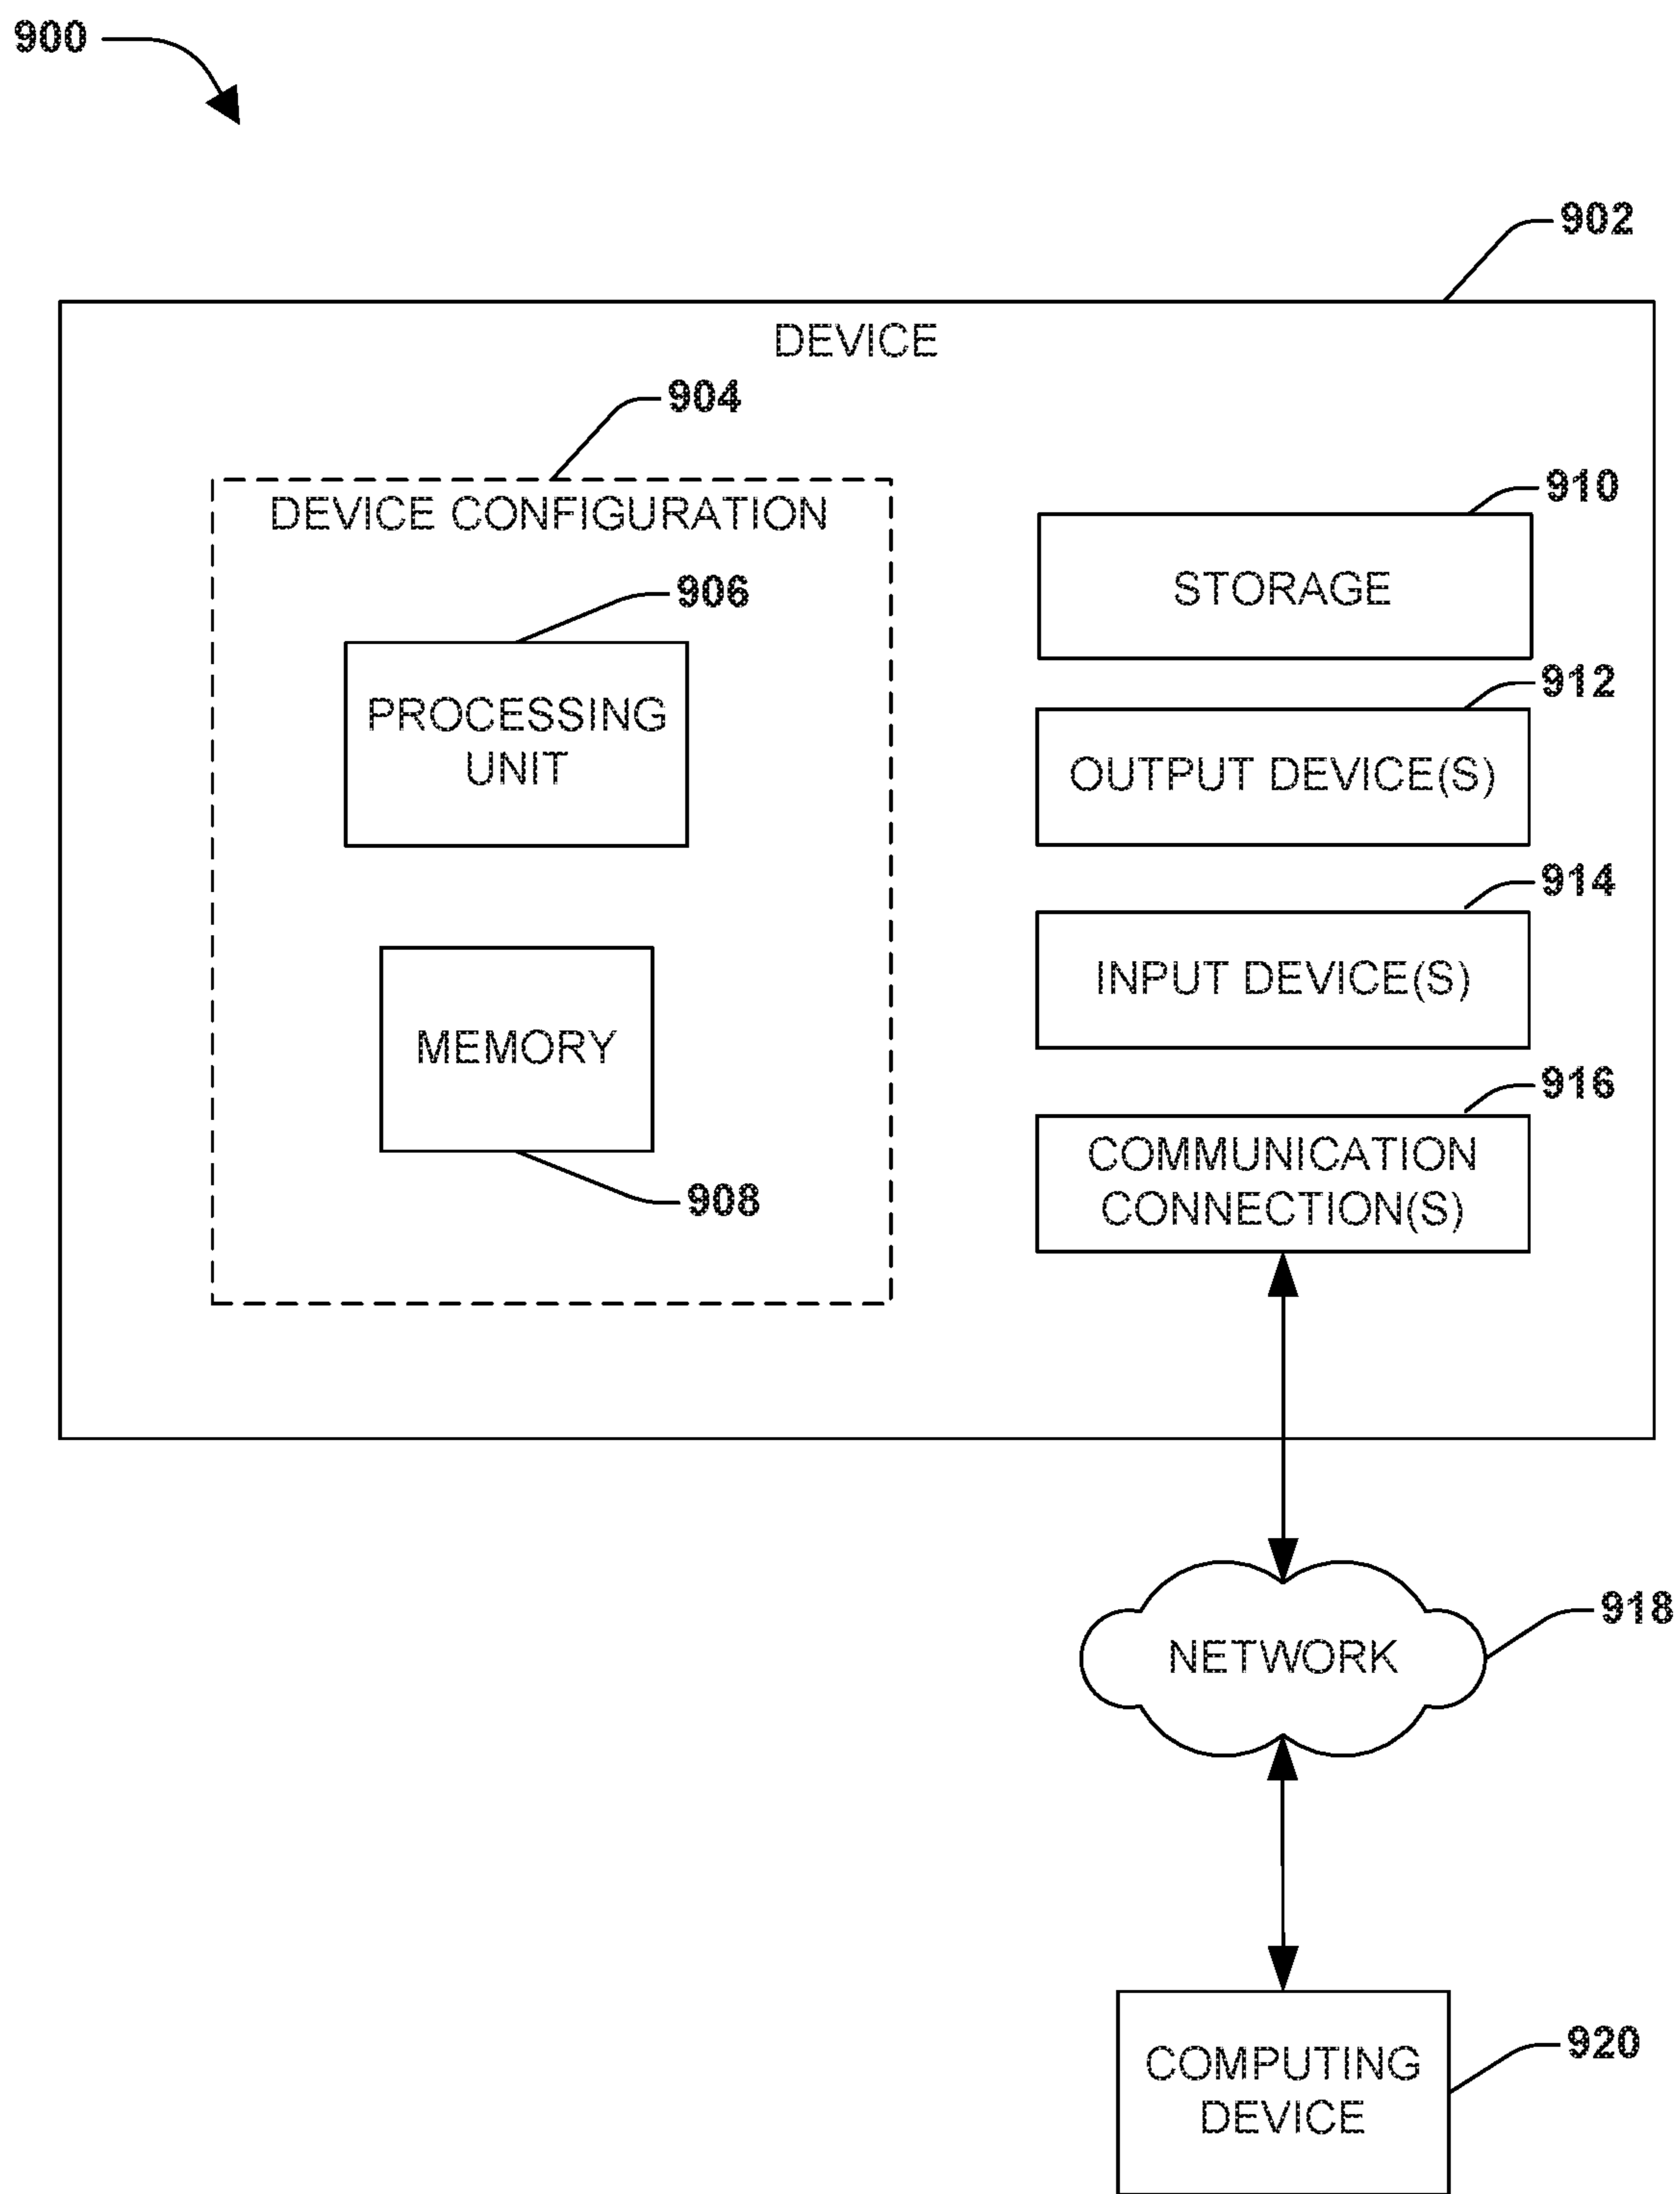 900
902
DEVICE
904
DEVICE CONFIGURATION
910
STORAGE
906
PROCESSING
UNIT
912
OUTPUT DEVICE(S)
914
INPUT DEVICE(S)
MEMORY
908
916
COMMUNICATION
CONNECTION(S)
918
NETWORK
920
COMPUTING
DEVICE